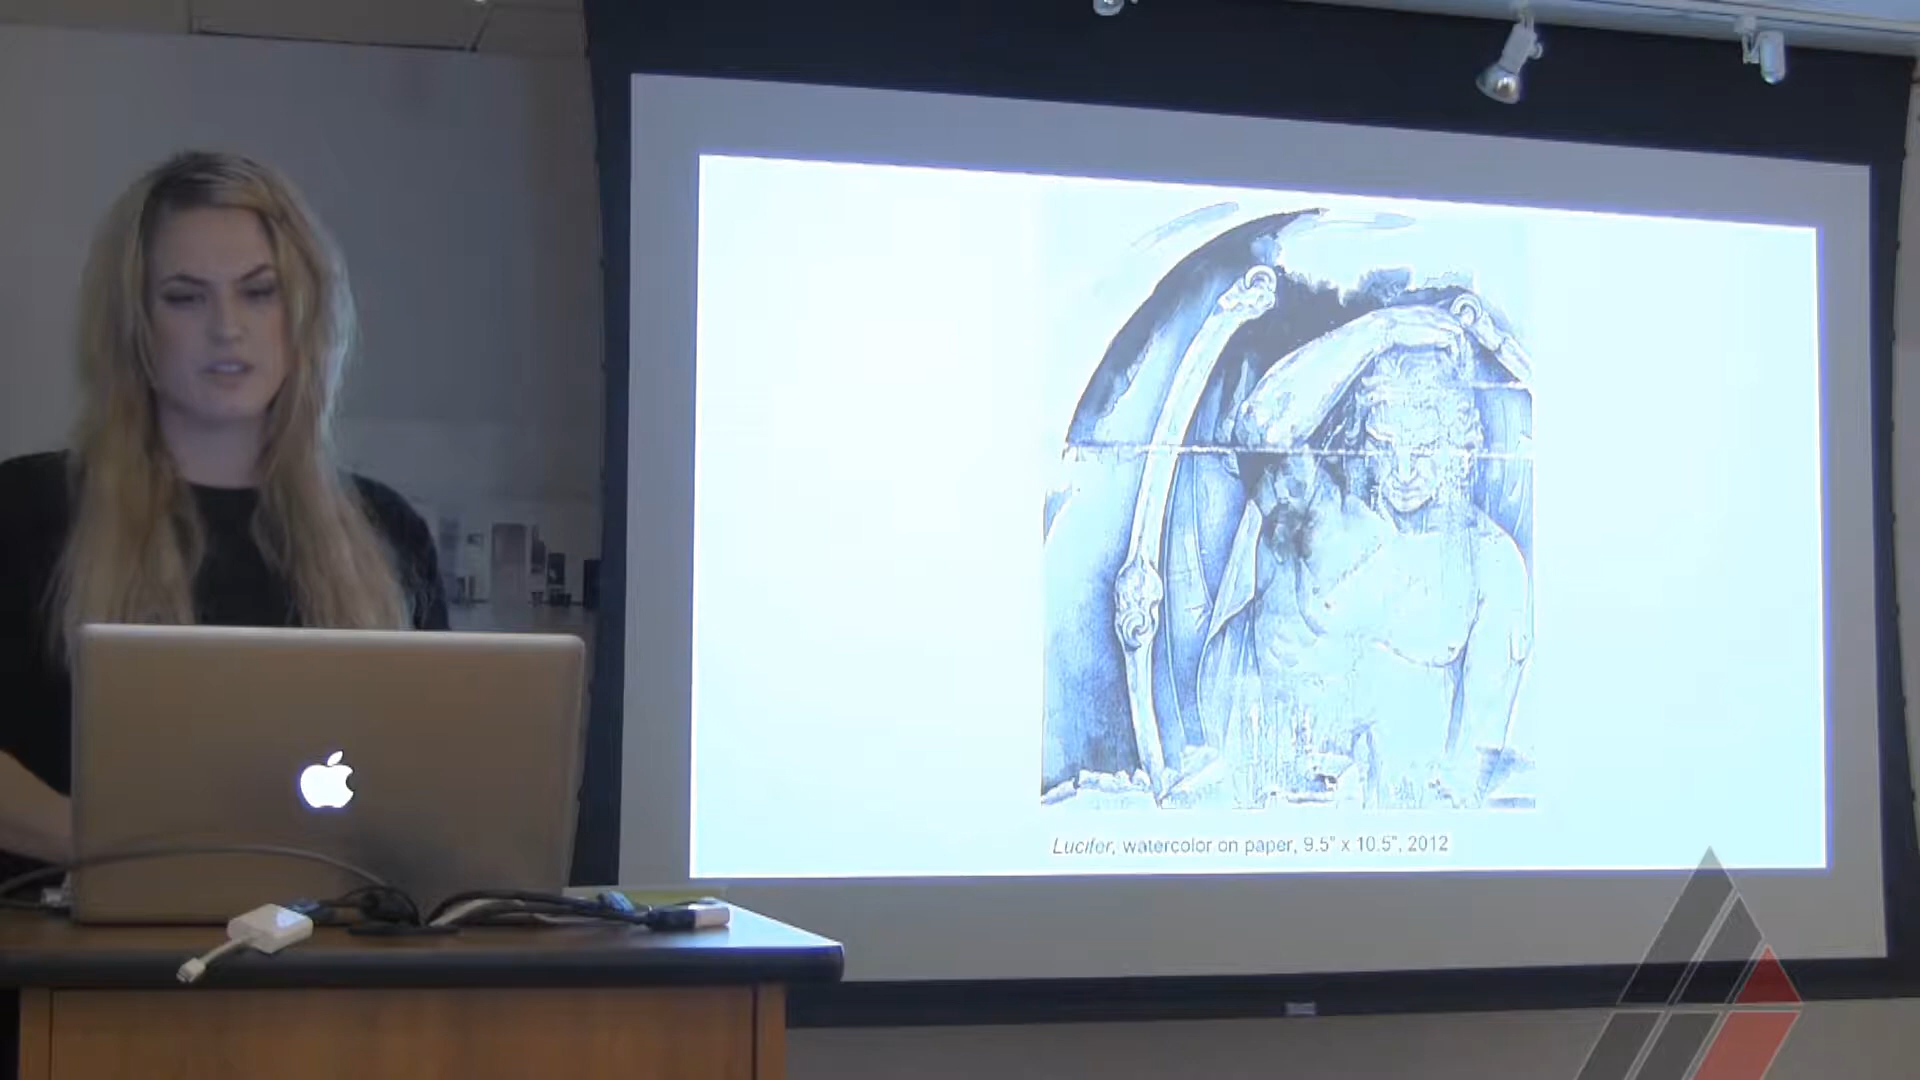 Lucifer, watercolor on paper, 9.5" x 10.5", 2012